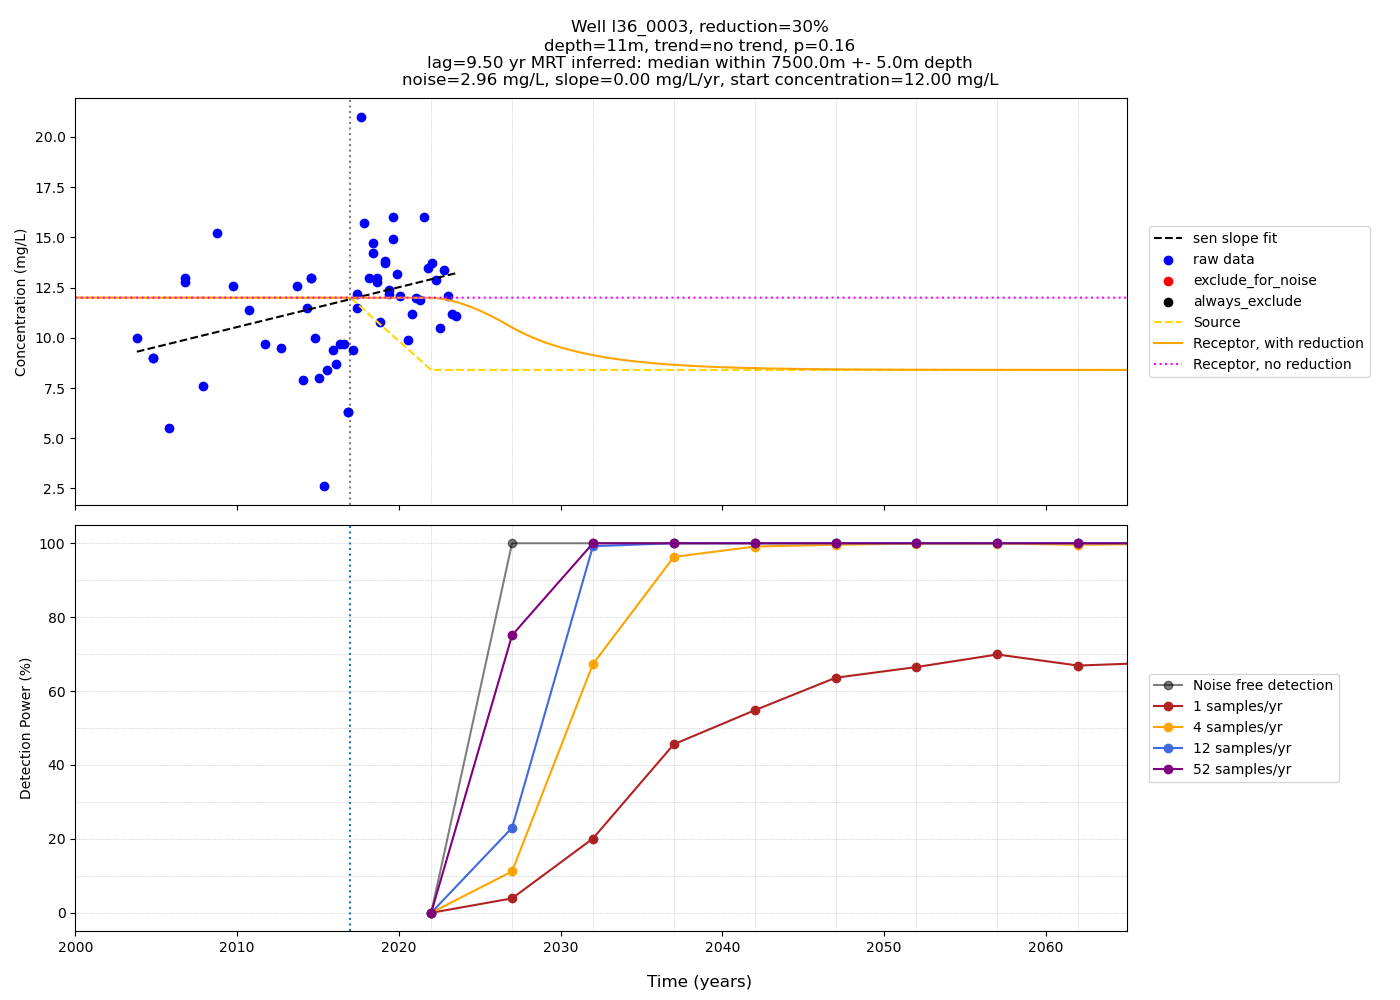 Well l36_0003, reduction=30%
depth=11m, trend=no trend, p=0.16
lag=9.50 yr MRT inferred: median within 7500.0m +- 5.0m depth
noise=2.96 mg/L, slope=0.00 mg/L/yr, start concentration=12.00 mg/L
Concentration (mg/L)
20.0
17.5
15.0
12.5
10.0
7.5
5.0
2.5
sen slope fit
raw data
exclude_for_noise
always_exclude
Source
Receptor, with reduction
Receptor, no reduction
Detection Power (%)
100
80
60
40
20
0
Noise free detection
1 samples/yr
4 samples/yr
12 samples/yr
52 samples/yr
2000 2010 2020 2030 2040 2050 2060
Time (years)